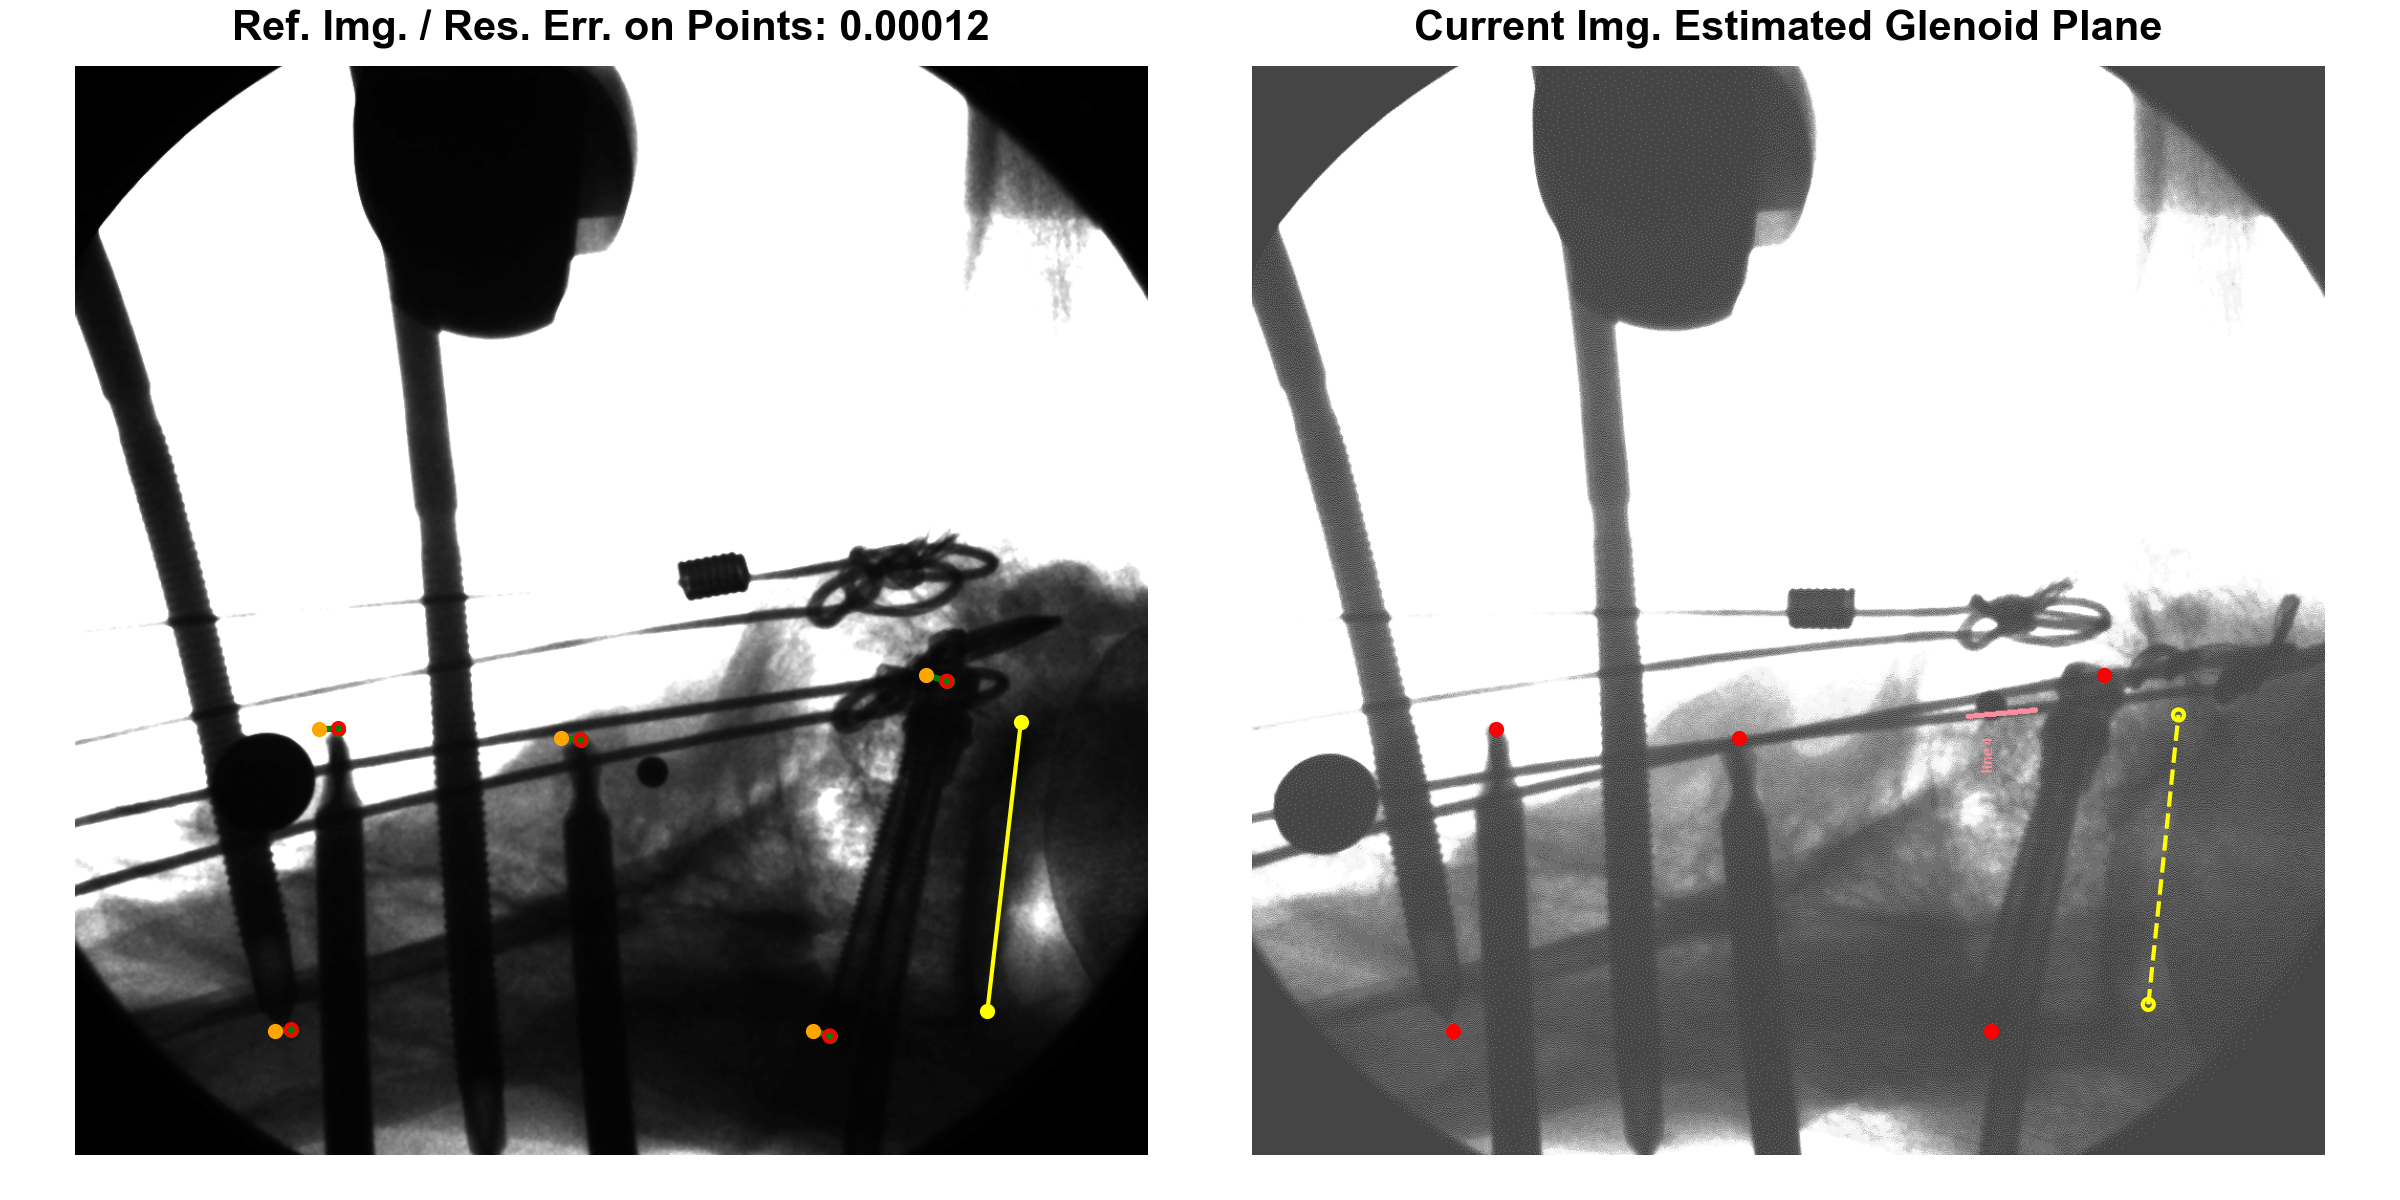 Ref. Img. / Res. Err. on Points: 0.00012
Current Img. Estimated Glenoid Plane